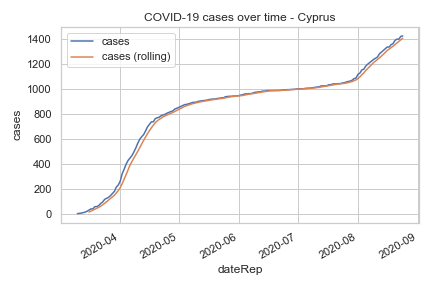 COVID-19 cases over time - Cyprus
cases
cases (rolling)
1400
1200
1000
800
600
400
200
0
cases
2020-04
2020-05
2020-06
2020-07
2020-08
2020-09
dateRep